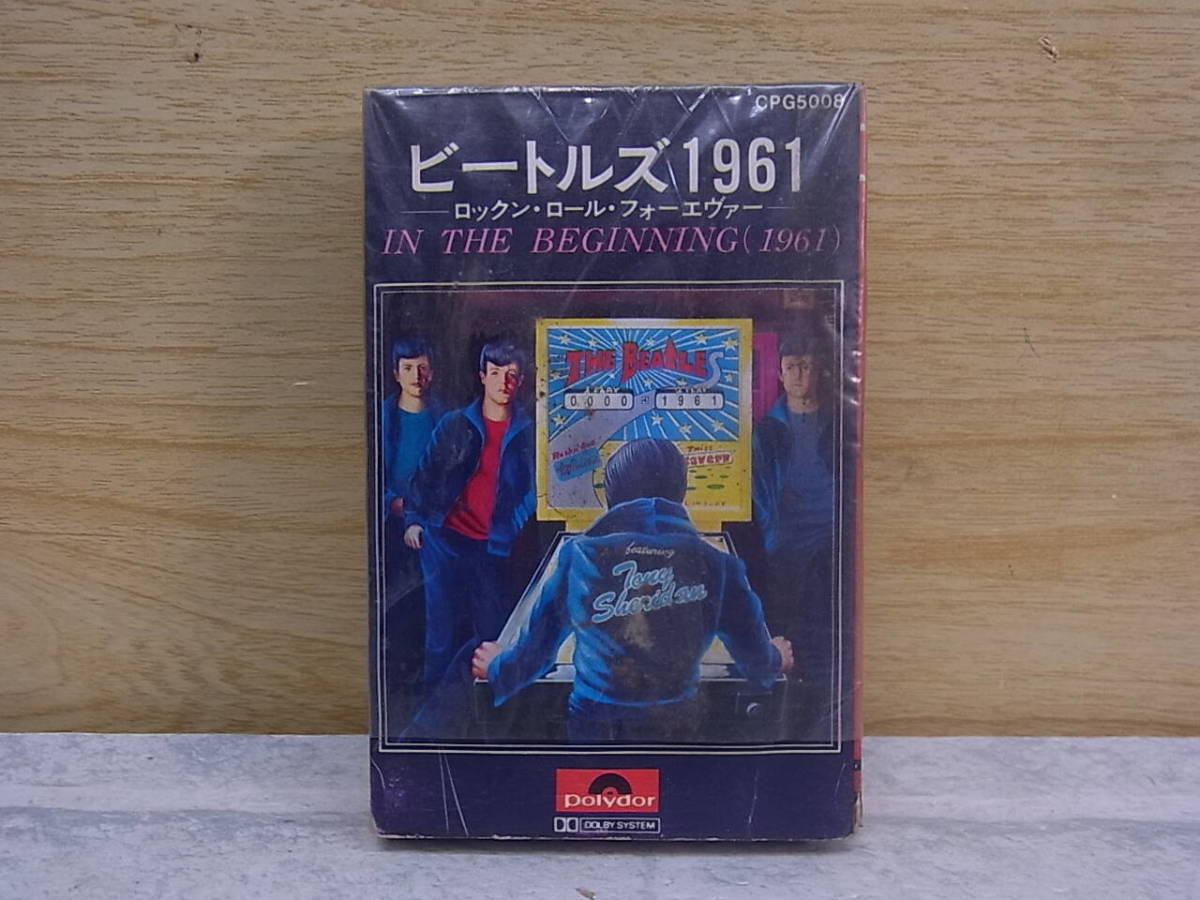 CPG5008
ビートルズ1961
ロックン・ロール・フォーエヴァー
IN THE BEGINNING(1961)
THE BEATLES
0000 1961
featuring
Tony
Sheridan
polydor
DOLBY SYSTEM